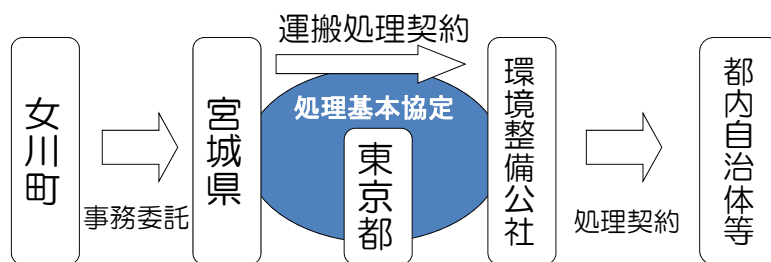 運搬処理契約
女川町
事務委託
宮城県
処理基本協定
東京都
環境整備公社
処理契約
都内自治体等